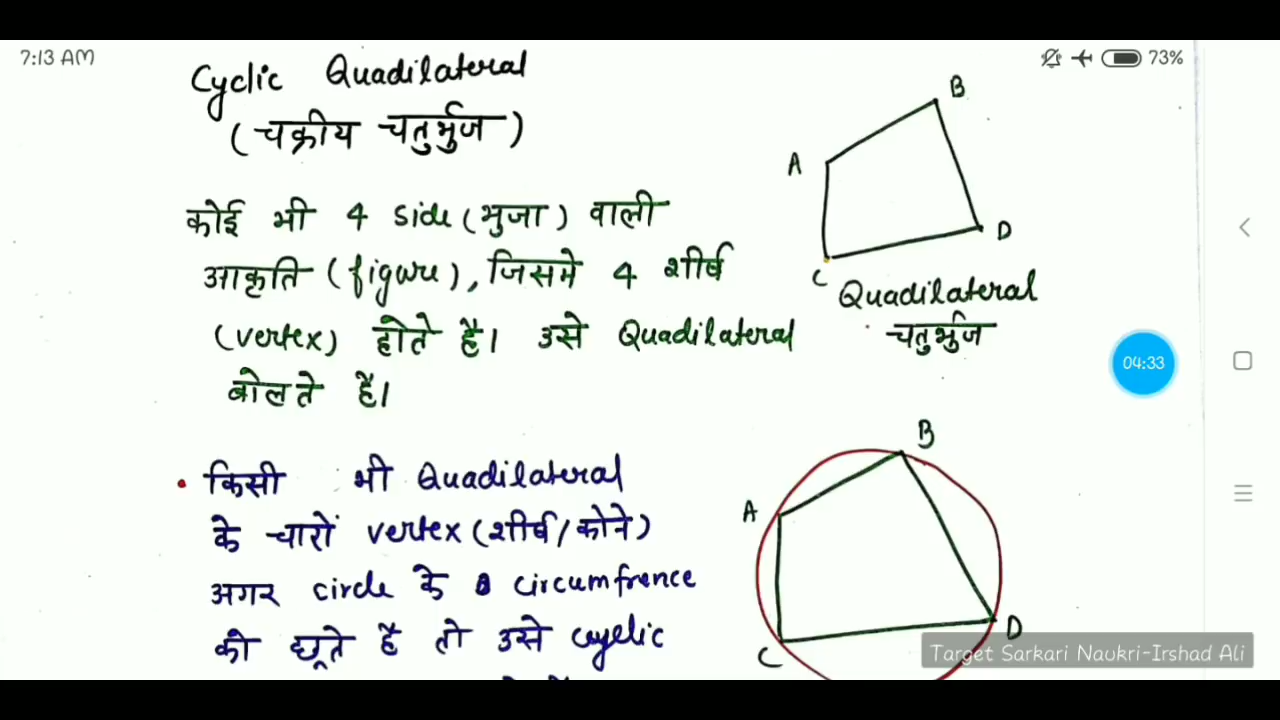 7:13 AM
73%
Cyclic Quadilateral
(चक्रीय चतुर्भुज)
कोई भी 4 side (भुजा) वाली
आकृति (figure), जिसमे 4 शीर्ष
(vertex) होते है। उसे Quadilateral
बोलते है।
A
B
D
C
Quadilateral
चतुर्भुज
04:33
• किसी भी Quadilateral
के चारों vertex (शीर्ष/कोने)
अगर circle के circumfrence
को छूते है तो उसे cyclic
A
B
D
C
Target Sarkari Naukri-Irshad Ali